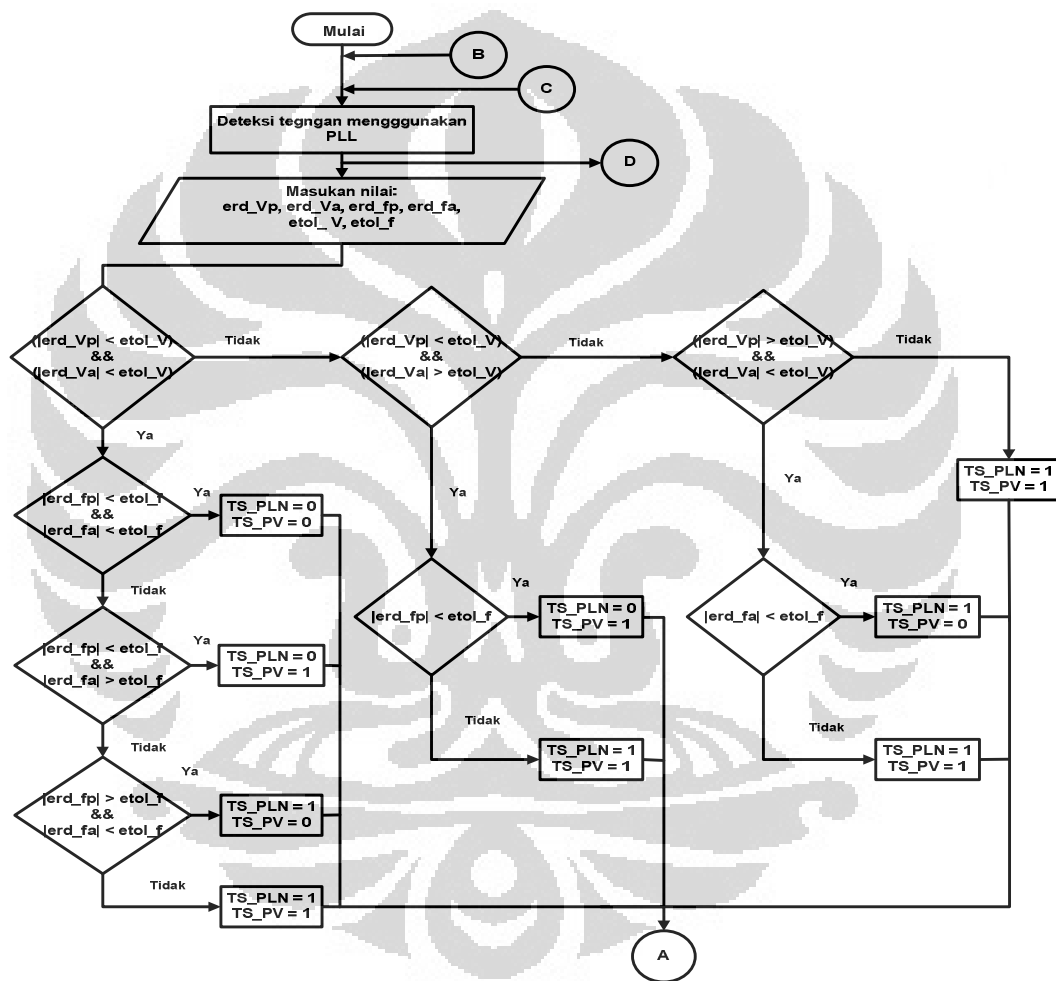 Mulai
B
C
Deteksi tegngan mengggunakan
PLL
D
Masukan nilai:
erd_Vp, erd_Va, erd_fp, erd_fa,
etol_ V, etol_f
(|erd_Vp| < etol_V)
&&
(|erd_Va| < etol_V)
Tidak
(|erd_Vp| < etol_V)
&&
(|erd_Va| > etol_V)
Tidak
(|erd_Vp| > etol_V)
&&
(|erd_Va| < etol_V)
Tidak
Ya
TS_PLN = 1
TS_PV = 1
|erd_fp| < etol_f
&&
|erd_fa| < etol_f
Ya
TS_PLN = 0
TS_PV = 0
Ya
Ya
Tidak
|erd_fp| < etol_f
Ya
TS_PLN = 0
TS_PV = 1
|erd_fa| < etol_f
Ya
TS_PLN = 1
TS_PV = 0
|erd_fp| < etol_f
&&
|erd_fa| > etol_f
Ya
TS_PLN = 0
TS_PV = 1
Tidak
Tidak
Tidak
TS_PLN = 1
TS_PV = 1
TS_PLN = 1
TS_PV = 1
|erd_fp| > etol_f
&&
|erd_fa| < etol_f
Ya
TS_PLN = 1
TS_PV = 0
Tidak
TS_PLN = 1
TS_PV = 1
A